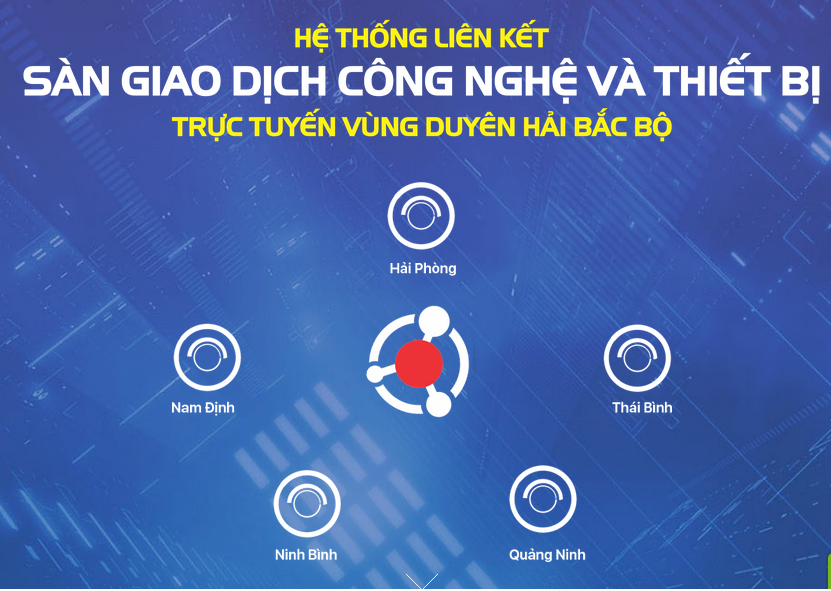 HỆ THỐNG LIÊN KẾT
SÀN GIAO DỊCH CÔNG NGHỆ VÀ THIẾT BỊ
TRỰC TUYẾN VÙNG DUYÊN HẢI BẮC BỘ
Hải Phòng
Nam Định
Thái Bình
Ninh Bình
Quảng Ninh